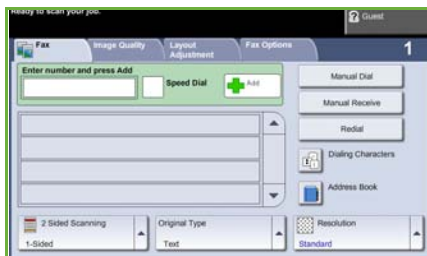 Ready to scan your job.
Guest
Fax
Image Quality
Layout
Adjustment
Fax Options
1
Enter number and press Add
Speed Dial
Add
Manual Dial
Manual Receive
Redial
Dialing Characters
Address Book
2 Sided Scanning
1-Sided
Original Type
Text
Resolution
Standard